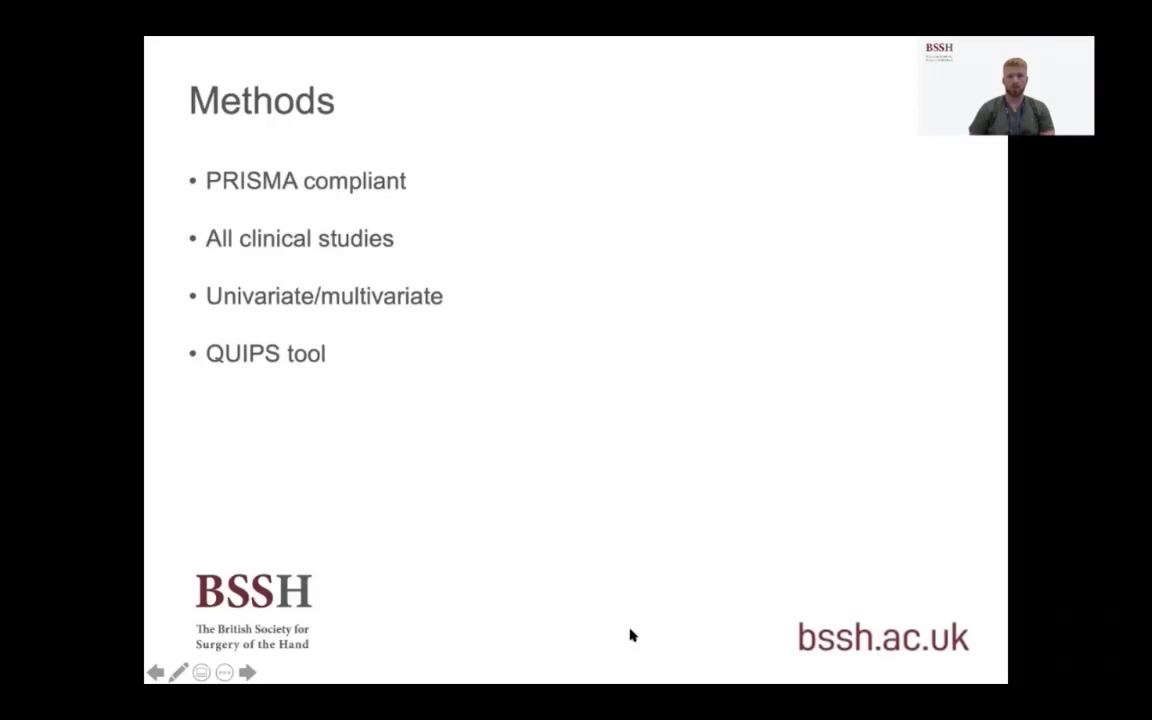 Methods
BSSH
• PRISMA compliant
• All clinical studies
• Univariate/multivariate
• QUIPS tool
BSSH
The British Society for
Surgery of the Hand
bssh.ac.uk